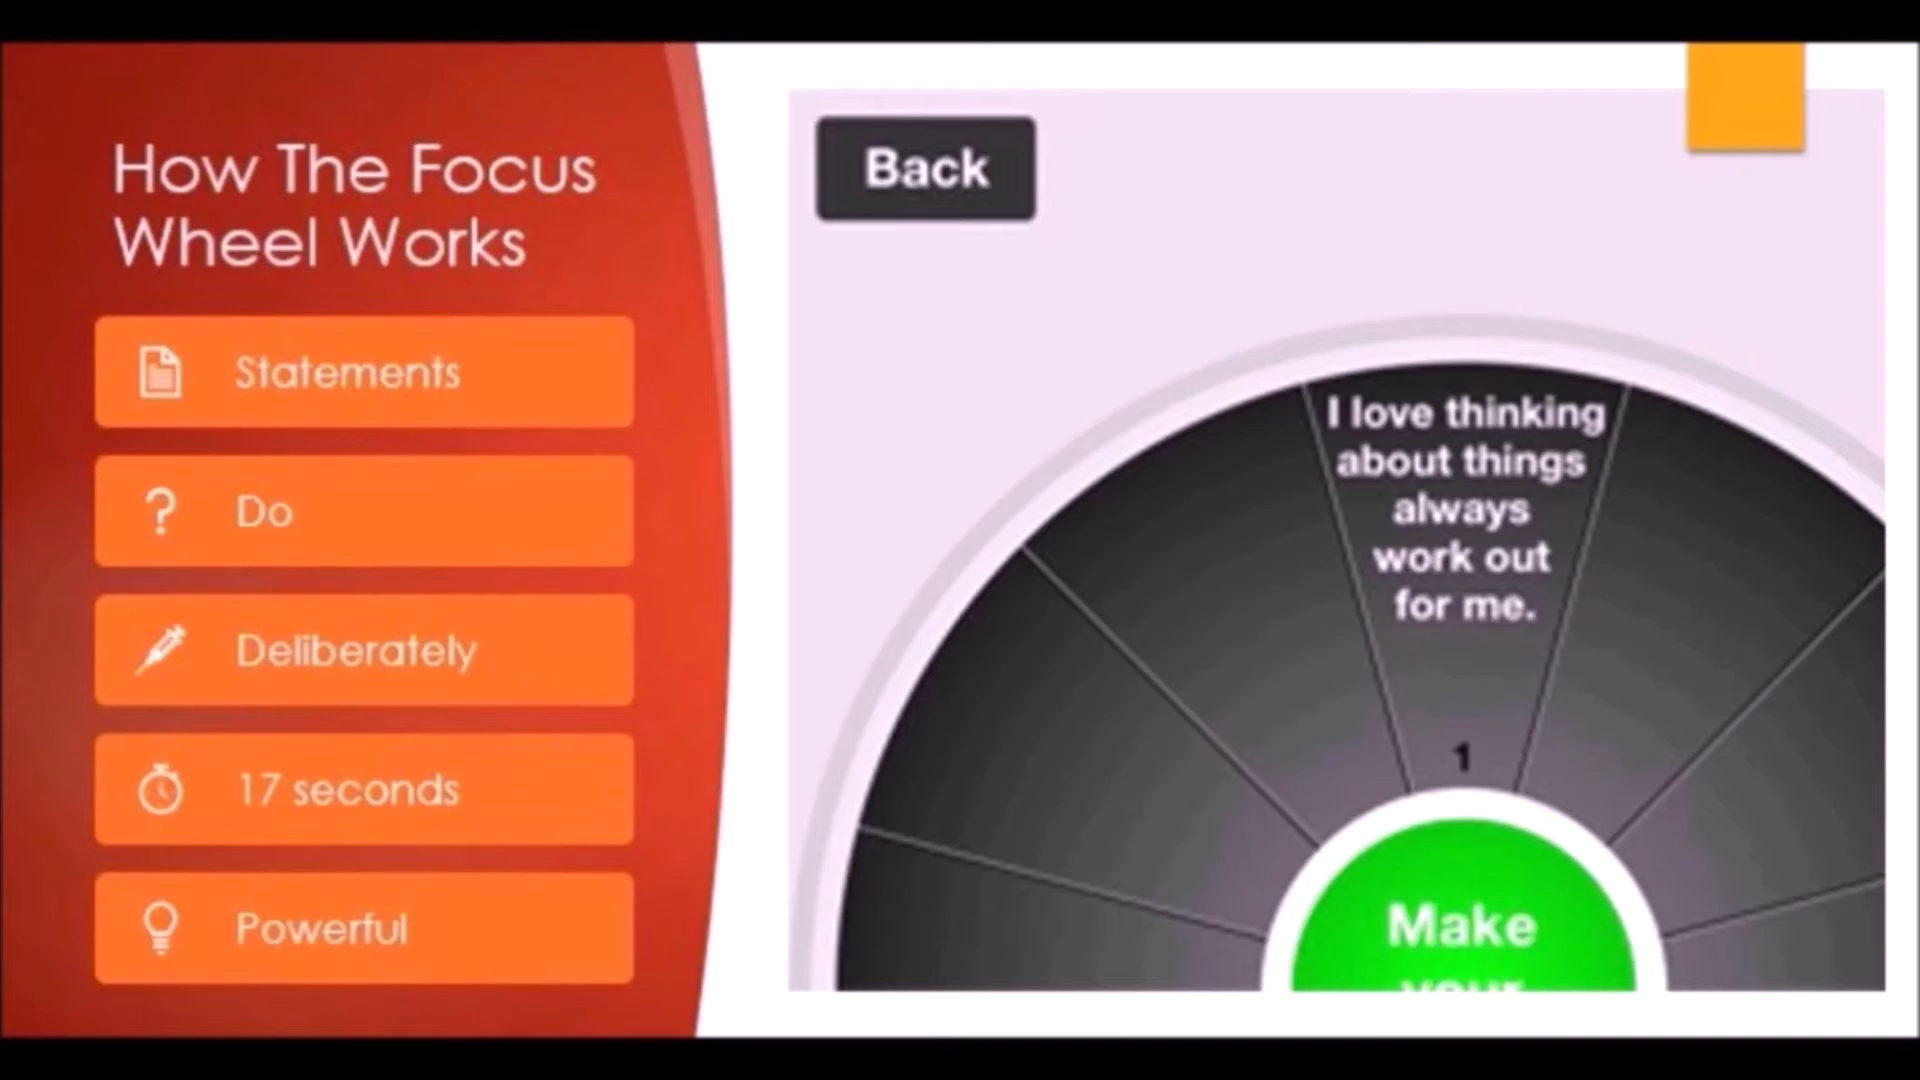 How The Focus
Wheel Works
Statements
Do
Deliberately
17 seconds
Powerful
Back
I love thinking
about things
always
work out
for me.
1
Make
your